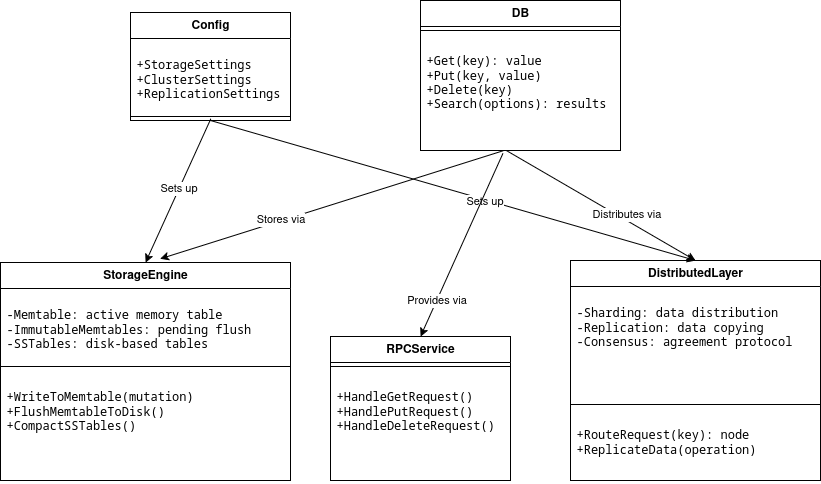 Config
+StorageSettings
+ClusterSettings
+ReplicationSettings
DB
+Get(key): value
+Put(key, value)
+Delete(key)
+Search(options): results
Sets up
Stores via
Sets up
Distributes via
Provides via
StorageEngine
-Memtable: active memory table
-ImmutableMemtables: pending flush
-SSTables: disk-based tables
+WriteToMemtable(mutation)
+FlushMemtableToDisk()
+CompactSSTables()
RPCService
+HandleGetRequest()
+HandlePutRequest()
+HandleDeleteRequest()
DistributedLayer
-Sharding: data distribution
-Replication: data copying
-Consensus: agreement protocol
+RouteRequest(key): node
+ReplicateData(operation)